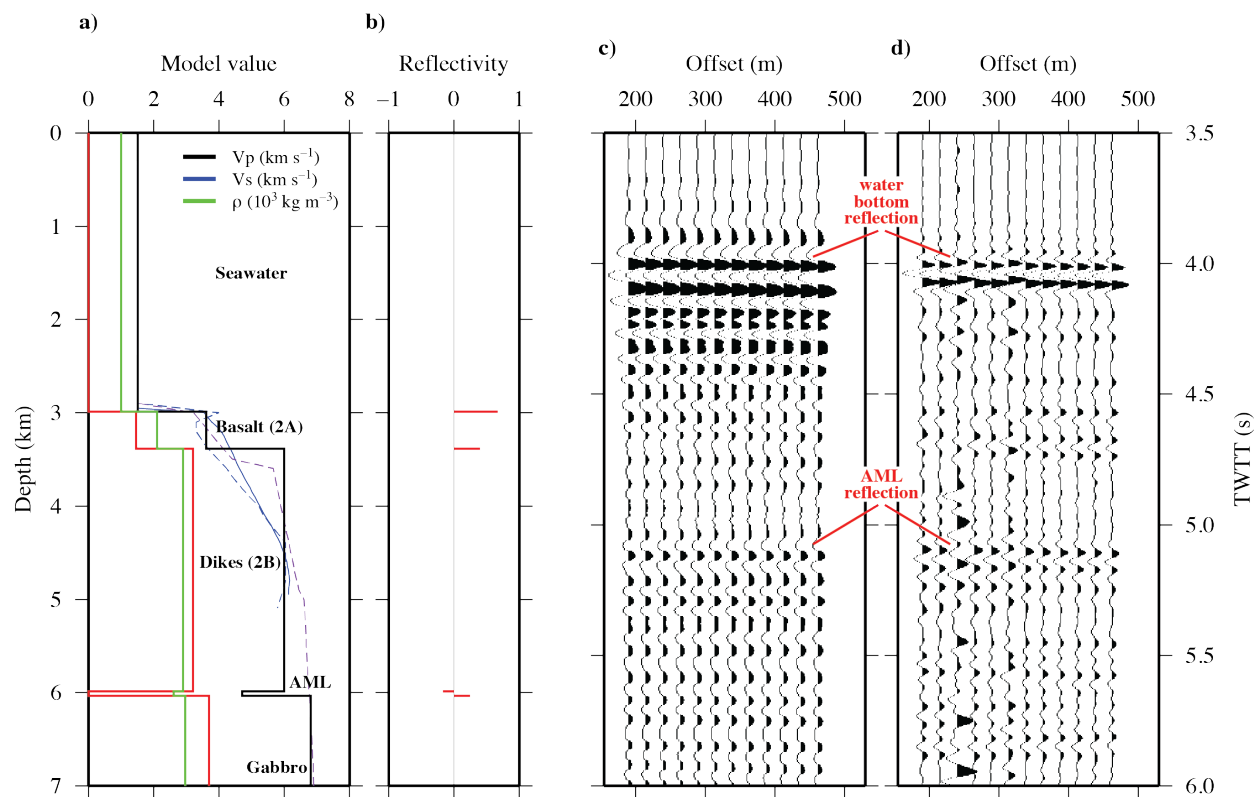 a)
b)
c)
d)
Model value
Reflectivity
Offset (m)
Offset (m)
0 2 4 6 8
−1 0 1
200 300 400 500
200 300 400 500
Depth (km)
0
1
2
3
4
5
6
7
Vp (km s−1)
Vs (km s−1)
ρ (10³ kg m−3)
Seawater
Basalt (2A)
Dikes (2B)
AML
Gabbro
water
bottom
reflection
AML
reflection
3.5
4.0
4.5
5.0
5.5
6.0
TWTT (s)